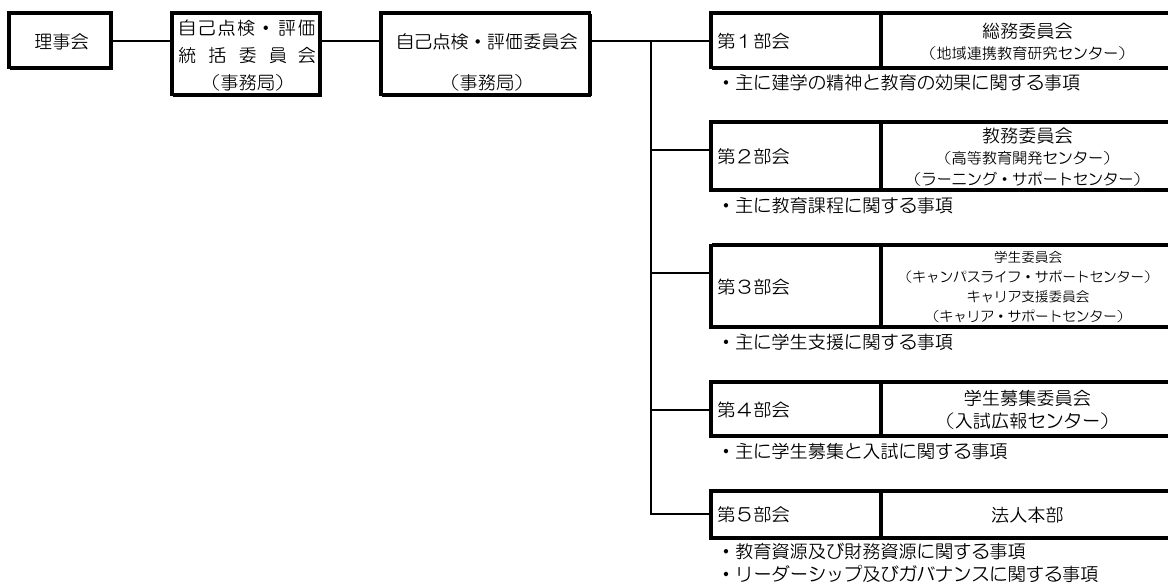 理事会
自己点検・評価
統括委員会
（事務局）
自己点検・評価委員会
（事務局）
第１部会
総務委員会
（地域連携教育研究センター）
・主に建学の精神と教育の効果に関する事項
第２部会
教務委員会
（高等教育開発センター）
（ラーニング・サポートセンター）
・主に教育課程に関する事項
第３部会
学生委員会
（キャンパスライフ・サポートセンター）
キャリア支援委員会
（キャリア・サポートセンター）
・主に学生支援に関する事項
第４部会
学生募集委員会
（入試広報センター）
・主に学生募集と入試に関する事項
第５部会
法人本部
・教育資源及び財務資源に関する事項
・リーダーシップ及びガバナンスに関する事項